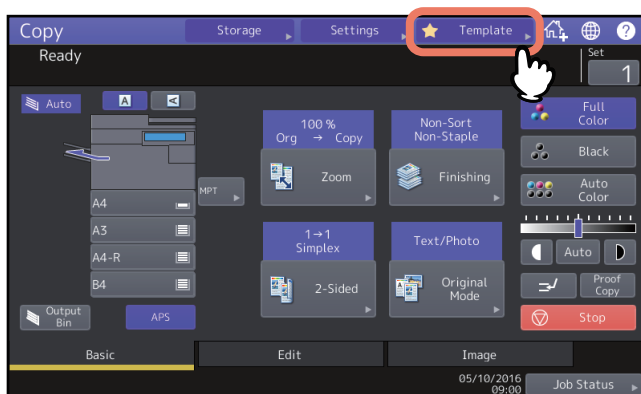 Copy
Storage
Settings
Template
?
Ready
Set
1
Auto
A
A
A4
A3
A4-R
B4
MPT
Output
Bin
APS
100 %
Org → Copy
Zoom
Non-Sort
Non-Staple
Finishing
1→1
Simplex
2-Sided
Text/Photo
Original
Mode
Full
Color
Black
Auto
Color
Auto
Proof
Copy
Stop
Basic
Edit
Image
05/10/2016
09:00
Job Status